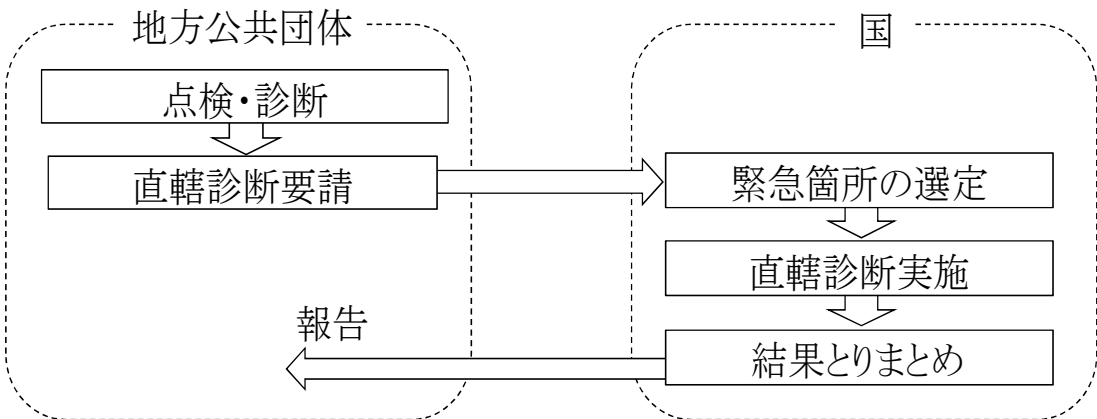 地方公共団体
国
点検・診断
直轄診断要請
緊急箇所の選定
直轄診断実施
報告
結果とりまとめ